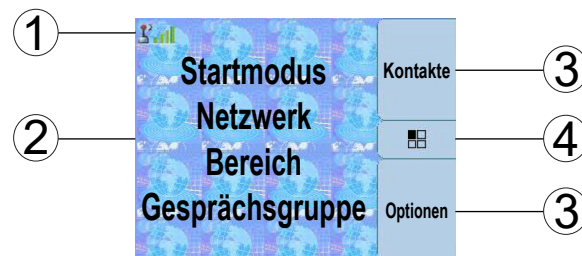 1
Startmodus
Kontakte
3
Netzwerk
2
4
Bereich
Gesprächsgruppe
Optionen
3